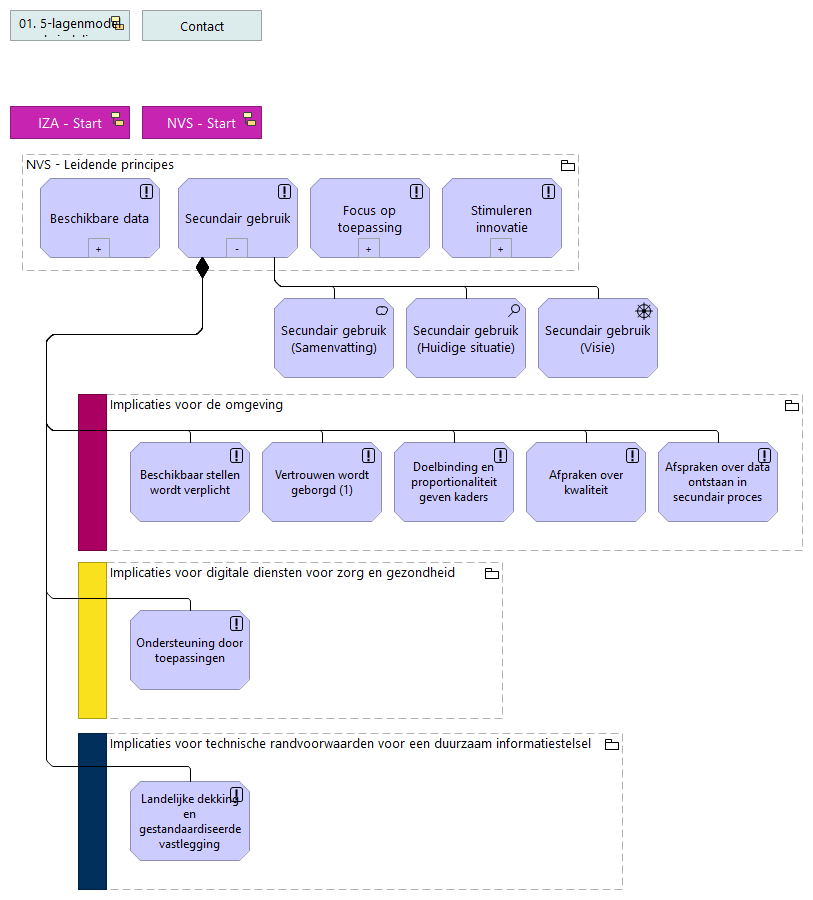 01. 5-lagenmodel
Contact
IZA - Start
NVS - Start
NVS - Leidende principes
Beschikbare data
+
Secundair gebruik
-
Focus op
toepassing
+
Stimuleren
innovatie
+
Secundair gebruik
(Samenvatting)
Secundair gebruik
(Huidige situatie)
Secundair gebruik
(Visie)
Implicaties voor de omgeving
Beschikbaar stellen
wordt verplicht
Vertrouwen wordt
geborgd (1)
Doelbinding en
proportionaliteit
geven kaders
Afpraken over
kwaliteit
Afspraken over data
ontstaan in
secundair proces
Implicaties voor digitale diensten voor zorg en gezondheid
Ondersteuning door
toepassingen
Implicaties voor technische randvoorwaarden voor een duurzaam informatiestelsel
Landelijke dekking
en
gestandaardiseerde
vastlegging